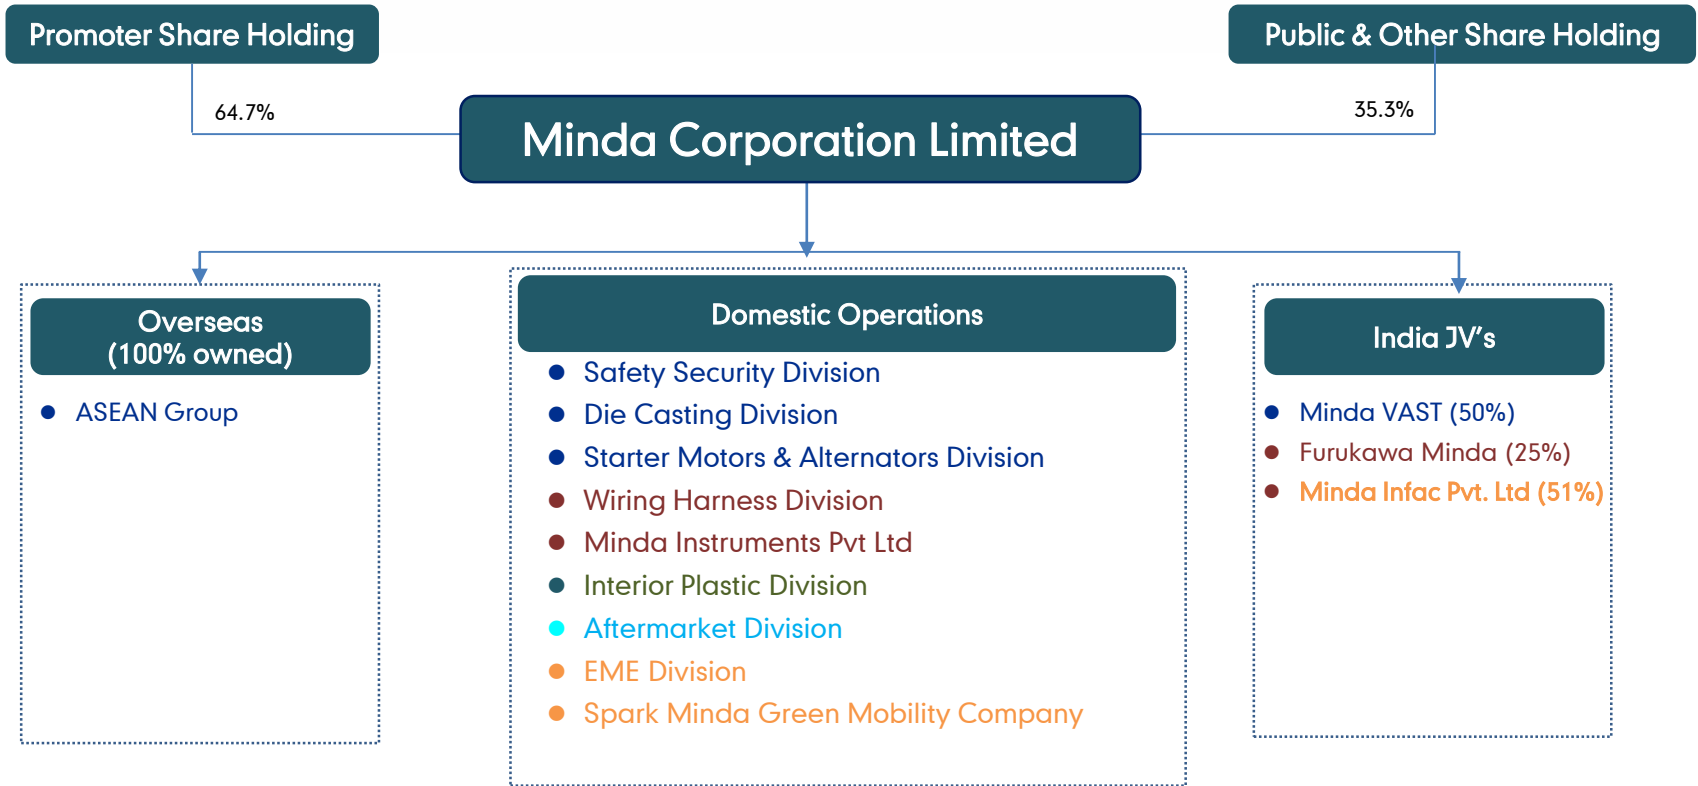 Promoter Share Holding
Public & Other Share Holding
64.7%
35.3%
Minda Corporation Limited
Overseas
(100% owned)
ASEAN Group
Domestic Operations
Safety Security Division
Die Casting Division
Starter Motors & Alternators Division
Wiring Harness Division
Minda Instruments Pvt Ltd
Interior Plastic Division
Aftermarket Division
EME Division
Spark Minda Green Mobility Company
India JV's
Minda VAST (50%)
Furukawa Minda (25%)
Minda Infac Pvt. Ltd (51%)